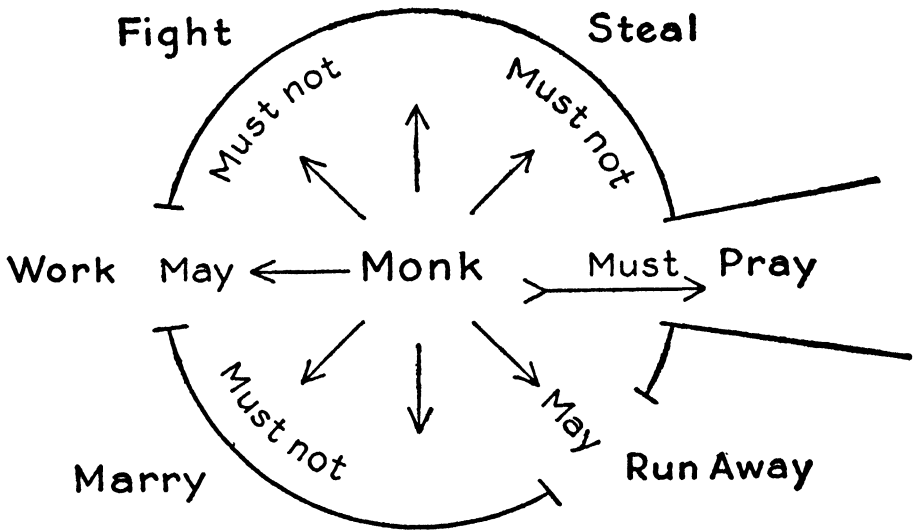 Fight
Steal
Must not
Must not
Work
May
Monk
Must
Pray
Must not
May
Marry
Run Away